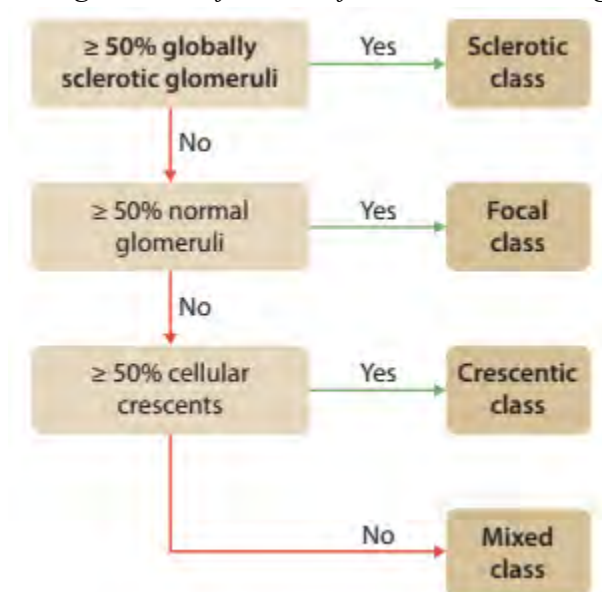 ≥ 50% globally
sclerotic glomeruli
Yes
Sclerotic
class
No
≥ 50% normal
glomeruli
Yes
Focal
class
No
≥ 50% cellular
crescents
Yes
Crescentic
class
No
Mixed
class